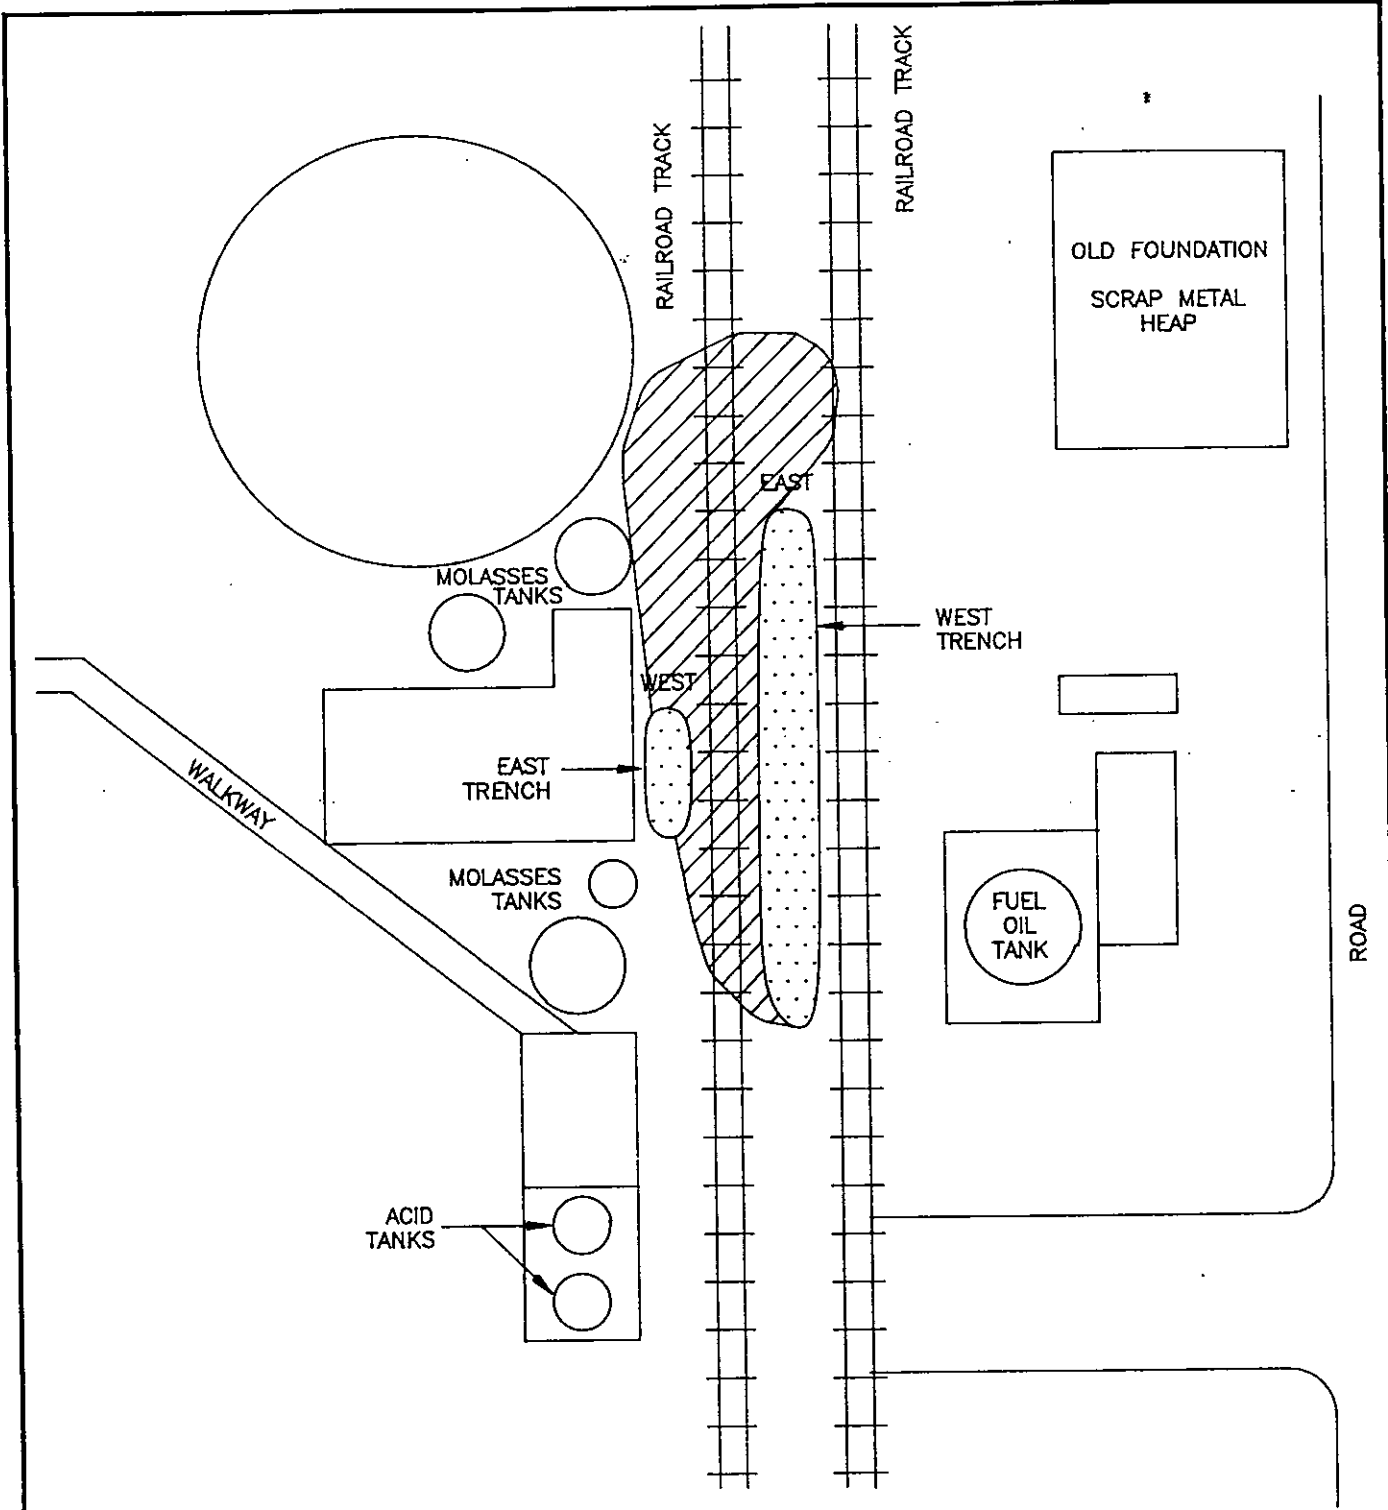 RAILROAD TRACK
RAILROAD TRACK
OLD FOUNDATION
SCRAP METAL
HEAP
EAST
MOLASSES
TANKS
WEST
TRENCH
WEST
EAST
TRENCH
WALKWAY
MOLASSES
TANKS
FUEL
OIL
TANK
ROAD
ACID
TANKS